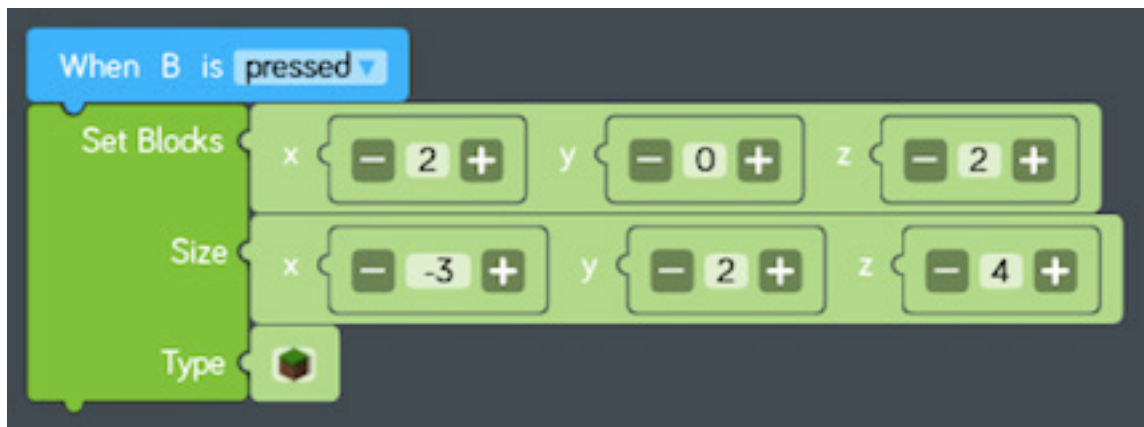 When B is pressed
Set Blocks x 2 y 0 z 2
Size x -3 y 2 z 4
Type